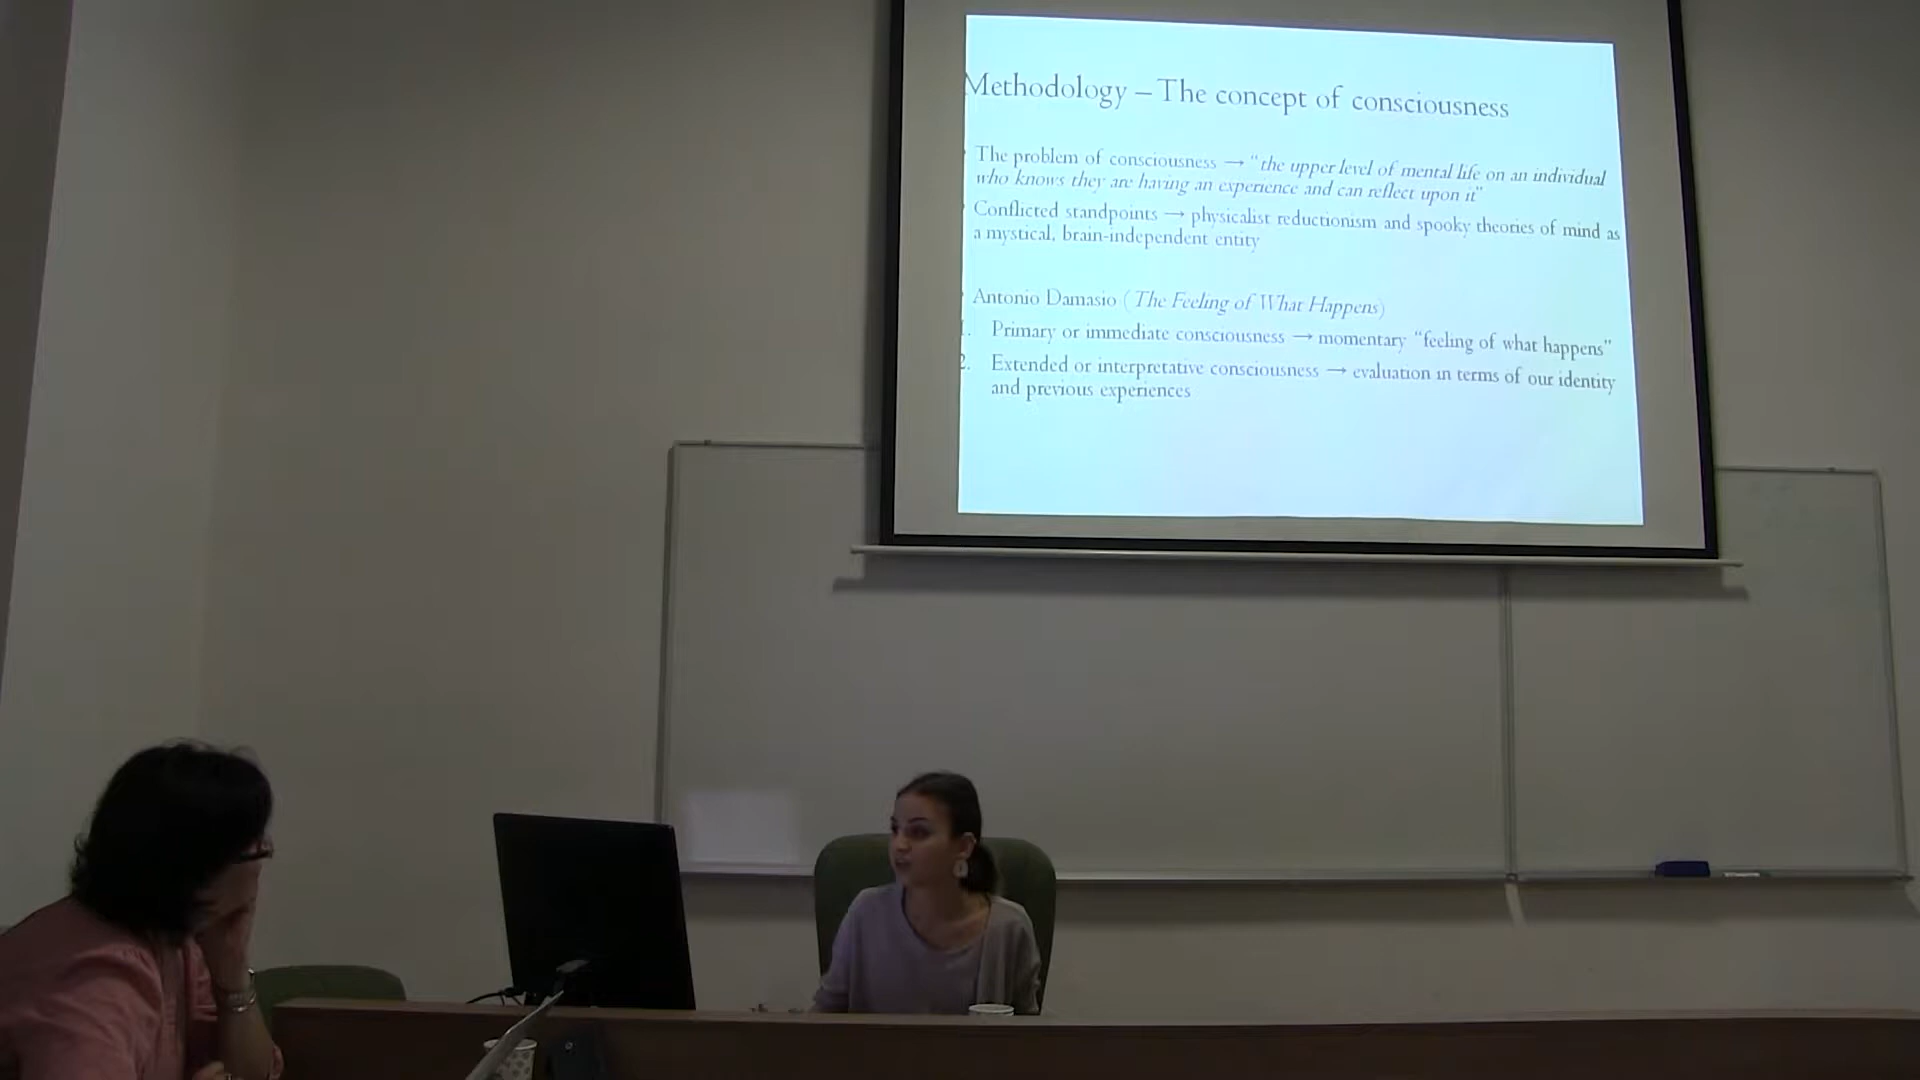 Methodology – The concept of consciousness
The problem of consciousness → “the upper level of mental life on an individual
who knows they are having an experience and can reflect upon it”
Conflicted standpoints → physicalist reductionism and spooky theories of mind as
a mystical, brain-independent entity
Antonio Damasio (The Feeling of What Happens)
1. Primary or immediate consciousness → momentary “feeling of what happens”
2. Extended or interpretative consciousness → evaluation in terms of our identity
and previous experiences